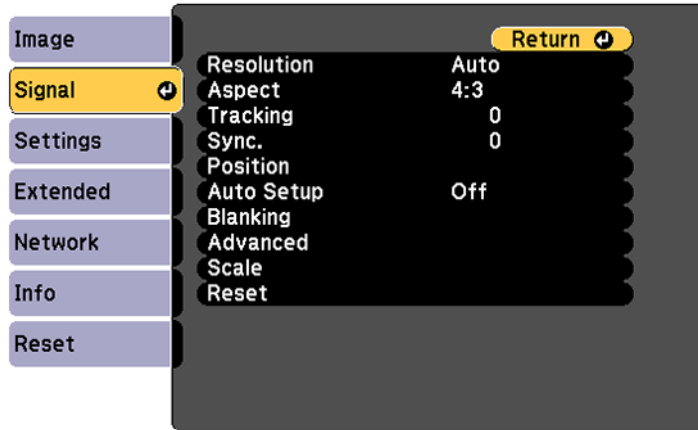 Image
Signal
Settings
Extended
Network
Info
Reset
Return
Resolution Auto
Aspect 4:3
Tracking 0
Sync. 0
Position
Auto Setup Off
Blanking
Advanced
Scale
Reset